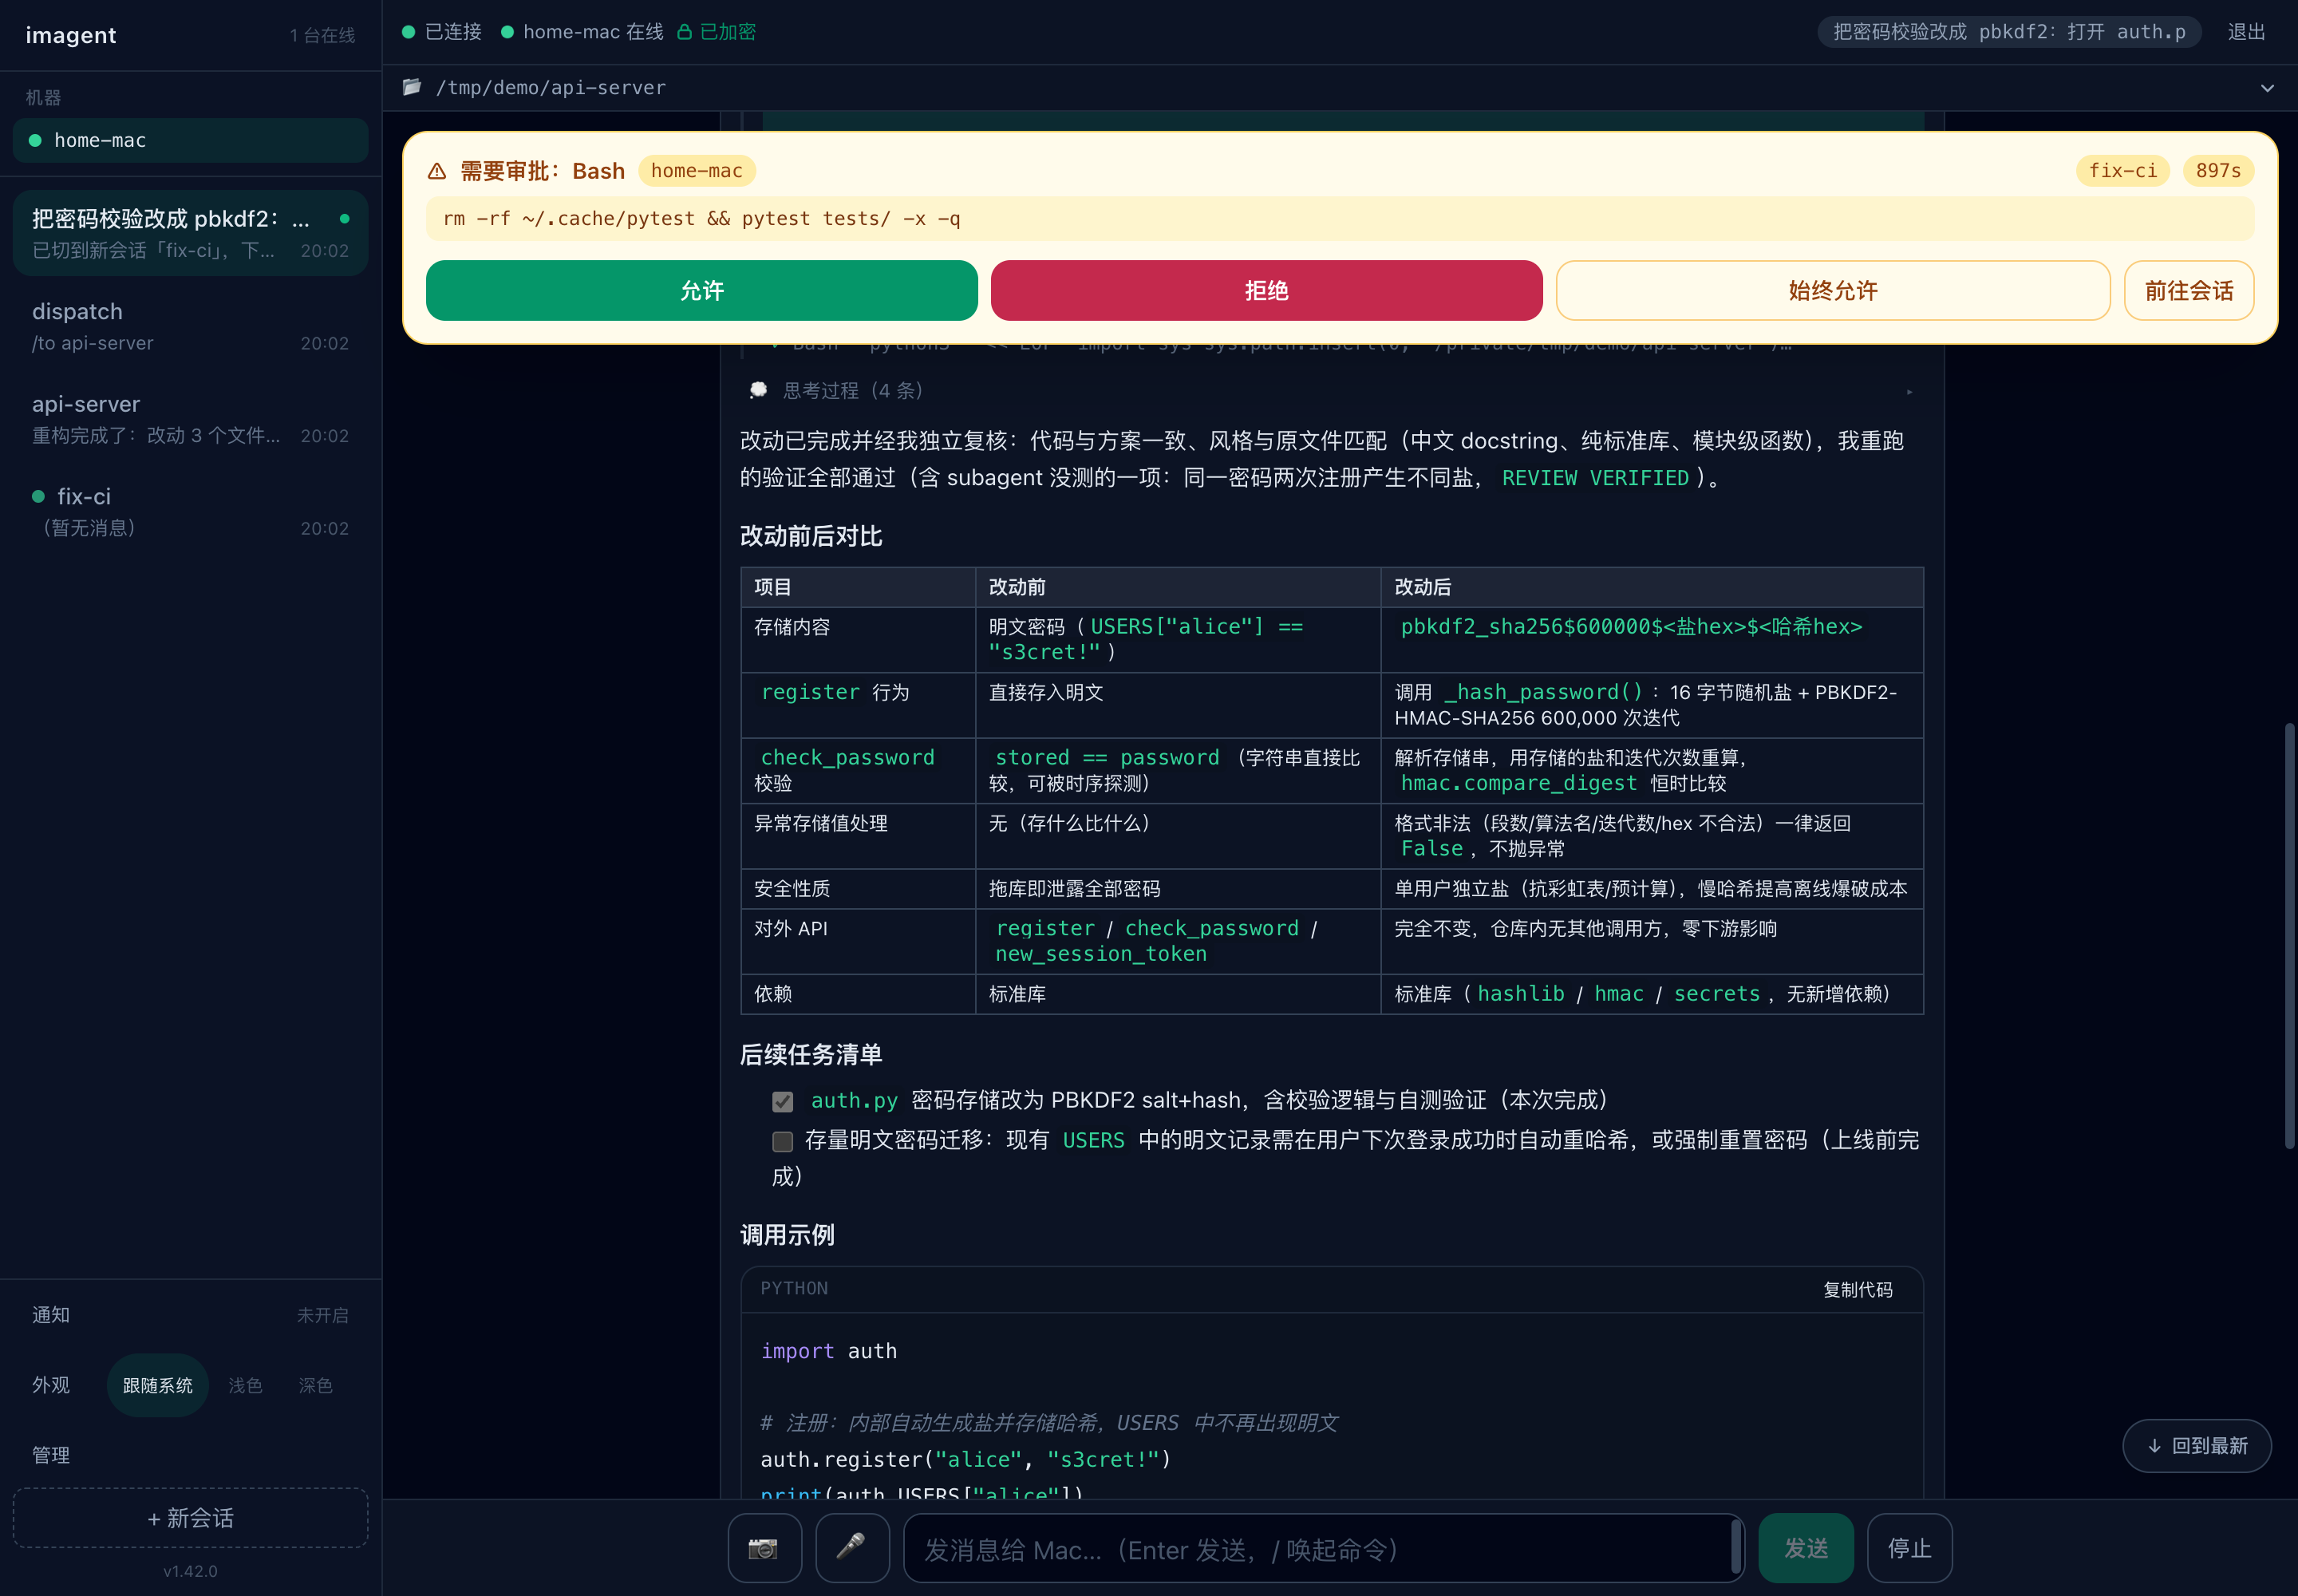 imagent
1 台在线
机器
home-mac
把密码校验改成 pbkdf2：...
已切到新会话「fix-ci」，下...
20:02
dispatch
/to api-server
20:02
api-server
重构完成了：改动 3 个文件...
20:02
fix-ci
（暂无消息）
20:02
通知
未开启
外观
跟随系统
浅色
深色
管理
+ 新会话
v1.42.0
已连接
home-mac 在线
已加密
把密码校验改成 pbkdf2：打开 auth.p
退出
/tmp/demo/api-server
需要审批：Bash
home-mac
fix-ci
897s
rm -rf ~/.cache/pytest && pytest tests/ -x -q
允许
拒绝
始终允许
前往会话
思考过程（4 条）
改动已完成并经我独立复核：代码与方案一致、风格与原文件匹配（中文 docstring、纯标准库、模块级函数），我重跑
的验证全部通过（含 subagent 没测的一项：同一密码两次注册产生不同盐， REVIEW VERIFIED ）。
改动前后对比
项目
改动前
改动后
存储内容
明文密码（ USERS["alice"] ==
"s3cret!" ）
pbkdf2_sha256$600000$<盐hex>$<哈希hex>
register 行为
直接存入明文
调用 _hash_password() ：16 字节随机盐 + PBKDF2-
HMAC-SHA256 600,000 次迭代
check_password
校验
stored == password （字符串直接比
较，可被时序探测）
解析存储串，用存储的盐和迭代次数重算，
hmac.compare_digest 恒时比较
异常存储值处理
无（存什么比什么）
格式非法（段数/算法名/迭代数/hex 不合法）一律返回
False ，不抛异常
安全性质
拖库即泄露全部密码
单用户独立盐（抗彩虹表/预计算），慢哈希提高离线爆破成本
对外 API
register / check_password /
new_session_token
完全不变，仓库内无其他调用方，零下游影响
依赖
标准库
标准库（ hashlib / hmac / secrets ，无新增依赖）
后续任务清单
auth.py 密码存储改为 PBKDF2 salt+hash，含校验逻辑与自测验证（本次完成）
存量明文密码迁移：现有 USERS 中的明文记录需在用户下次登录成功时自动重哈希，或强制重置密码（上线前完
成）
调用示例
PYTHON
复制代码
import auth
# 注册：内部自动生成盐并存储哈希，USERS 中不再出现明文
auth.register("alice", "s3cret!")
print(auth.USERS["alice"])
回到最新
发消息给 Mac...（Enter 发送，/ 唤起命令）
发送
停止